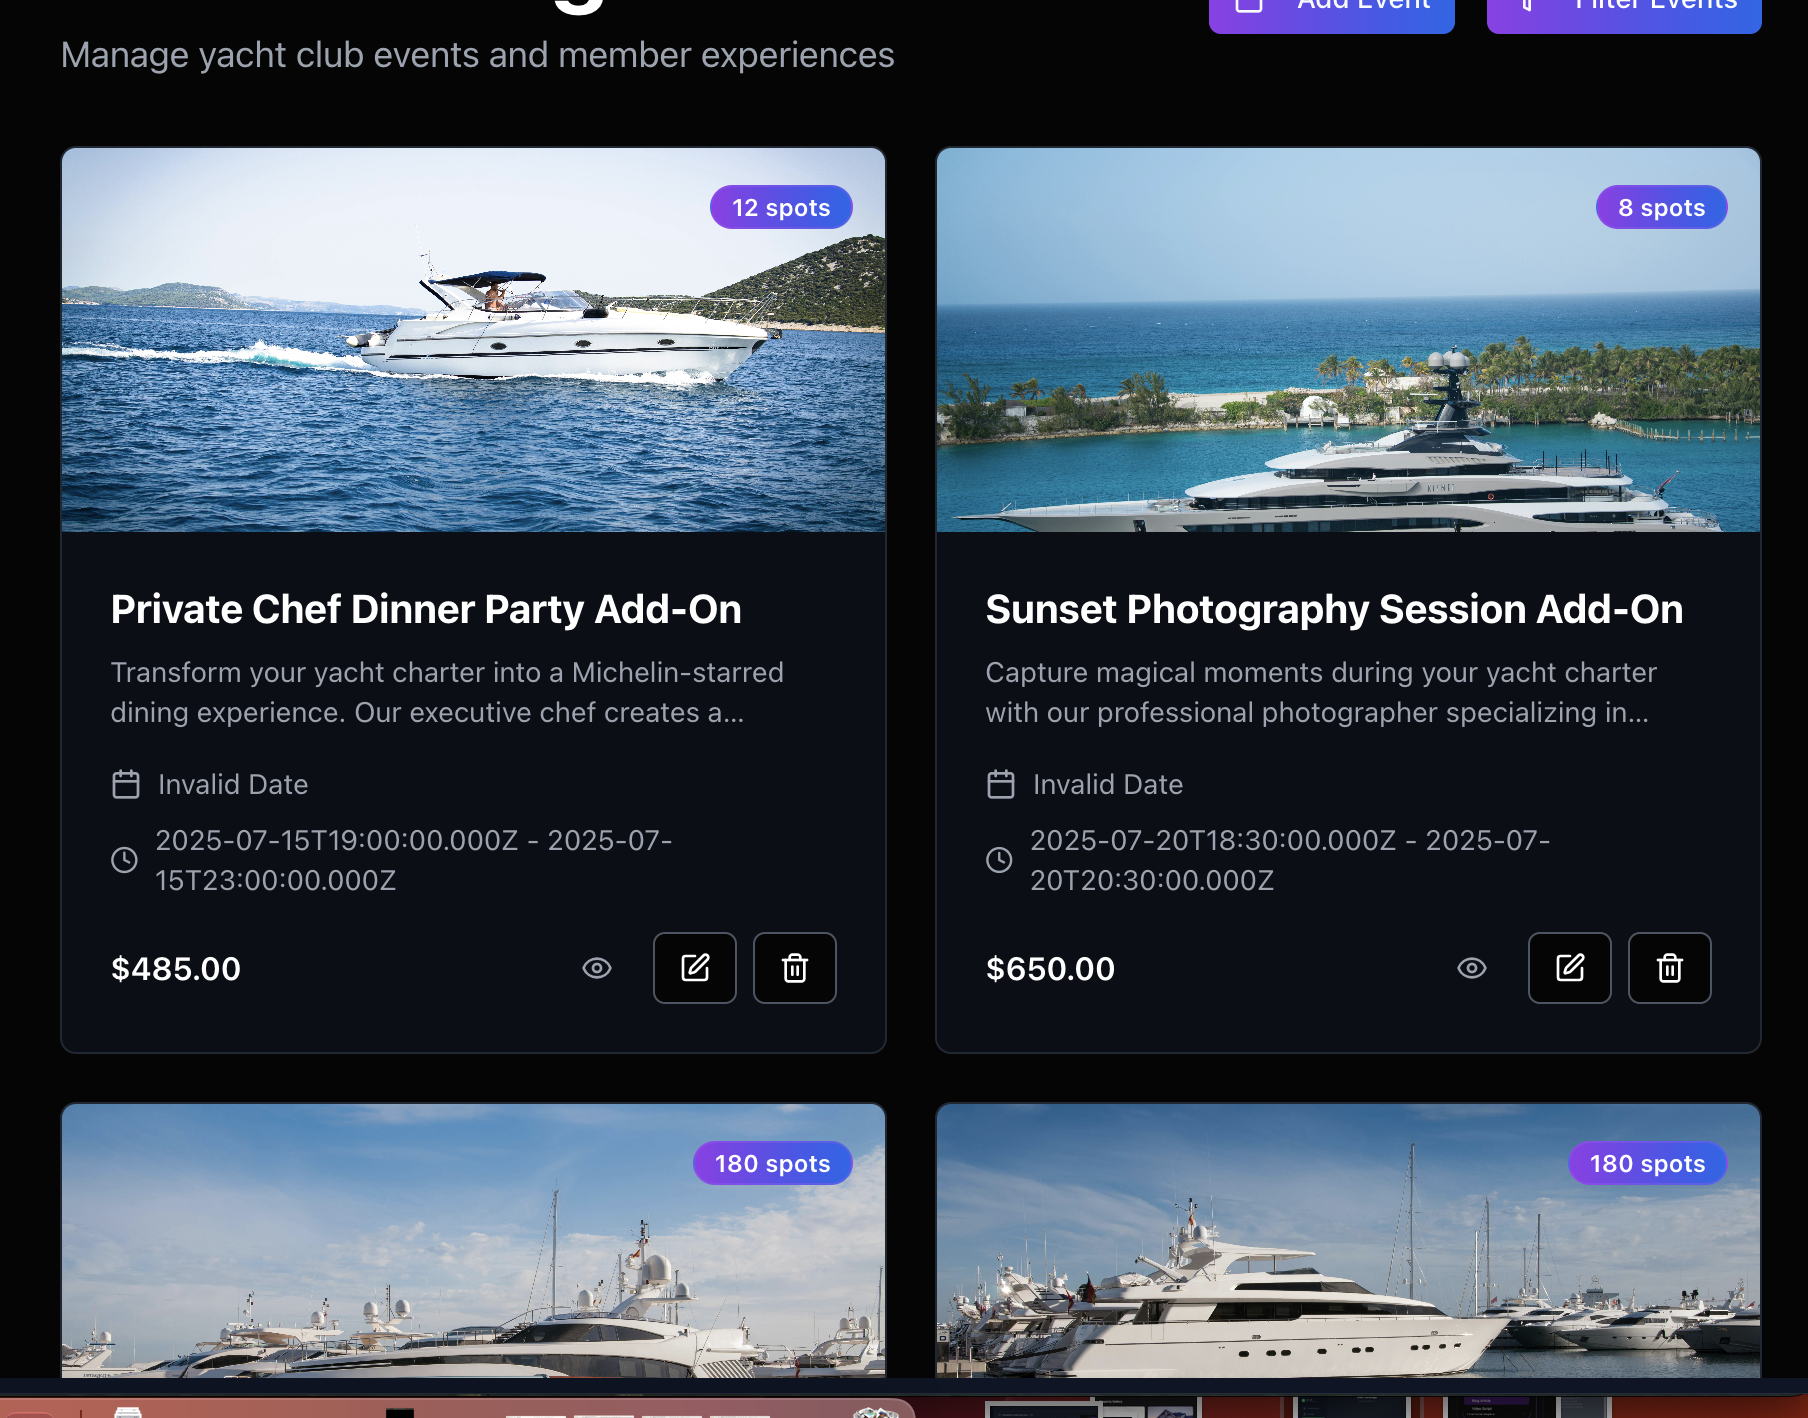 Add Event
Filter Events
Manage yacht club events and member experiences
12 spots
8 spots
Private Chef Dinner Party Add-On
Transform your yacht charter into a Michelin-starred
dining experience. Our executive chef creates a...
Invalid Date
2025-07-15T19:00:00.000Z - 2025-07-
15T23:00:00.000Z
$485.00
Sunset Photography Session Add-On
Capture magical moments during your yacht charter
with our professional photographer specializing in...
Invalid Date
2025-07-20T18:30:00.000Z - 2025-07-
20T20:30:00.000Z
$650.00
180 spots
180 spots